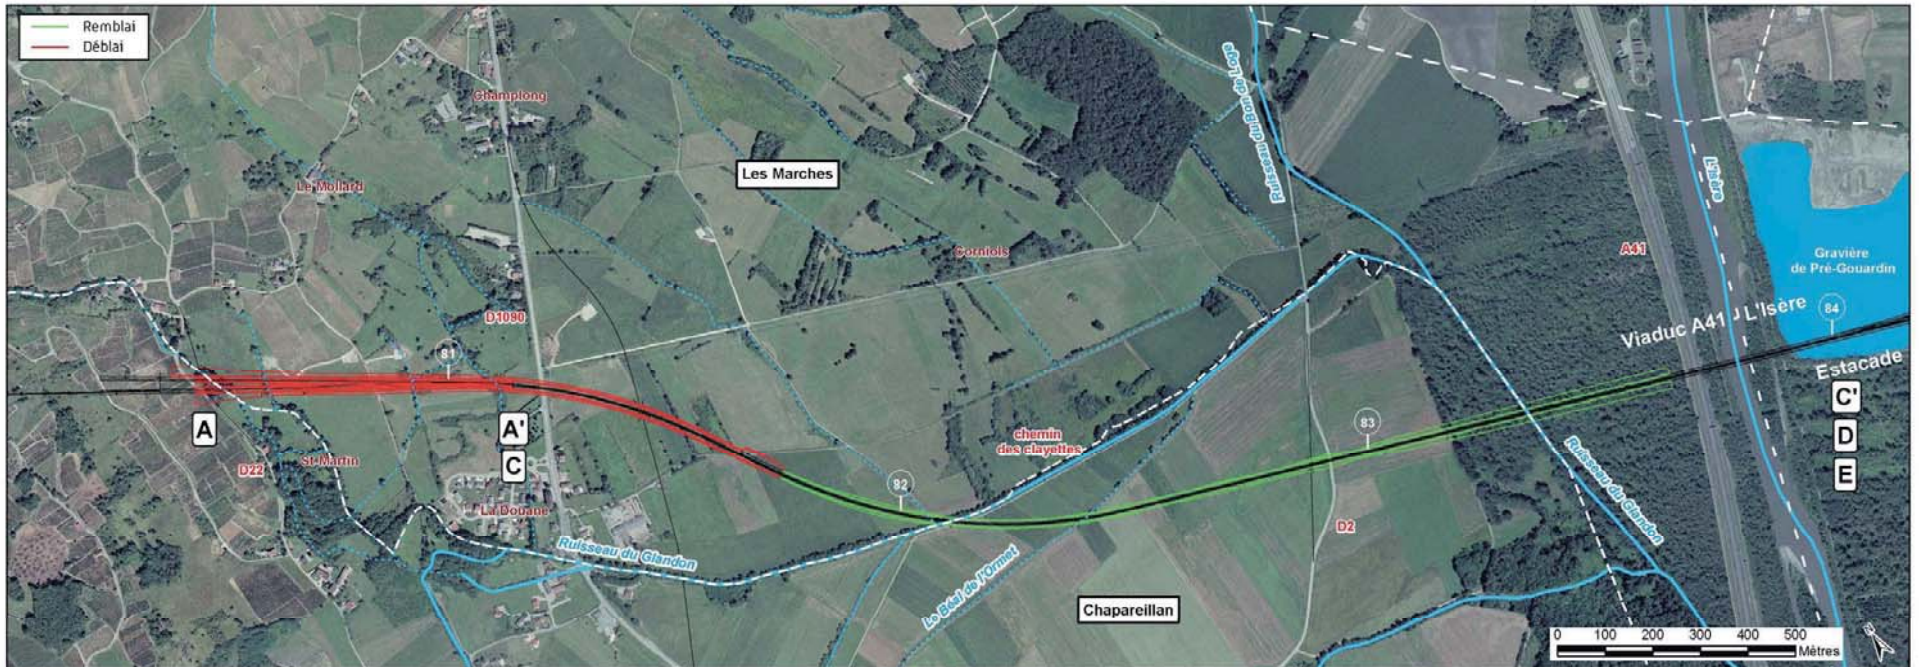 Remblai
Déblai
Champlong
Le Mollard
Les Marches
Ruisseau du Bon de Loge
L'Isère
A41
Gravière
de Pré-Gouardin
Corniols
D1090
81
84
Viaduc A41 - L'Isère
Estacade
A
A'
C
C'
D
E
chemin
des clayettes
83
82
D22
St-Martin
La Douane
Ruisseau du Glandon
Le Béal de l'Ormet
D2
Ruisseau du Glandon
Chapareillan
0 100 200 300 400 500
Mètres
N